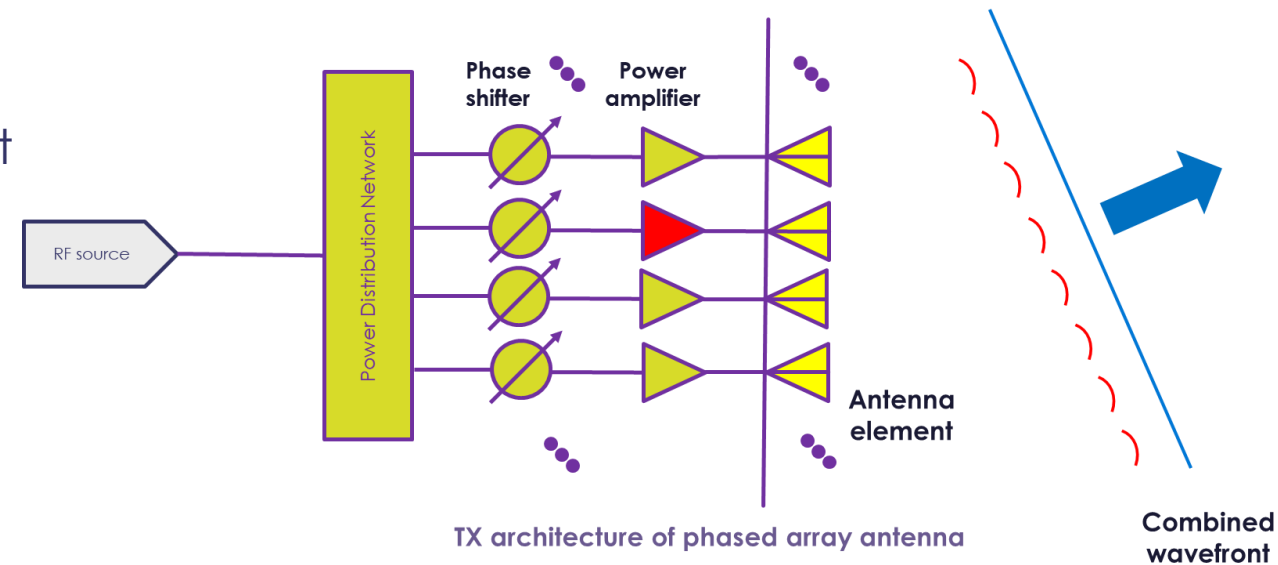 t
Phase
shifter
Power
amplifier
RF source
Power Distribution Network
Antenna
element
TX architecture of phased array antenna
Combined
wavefront